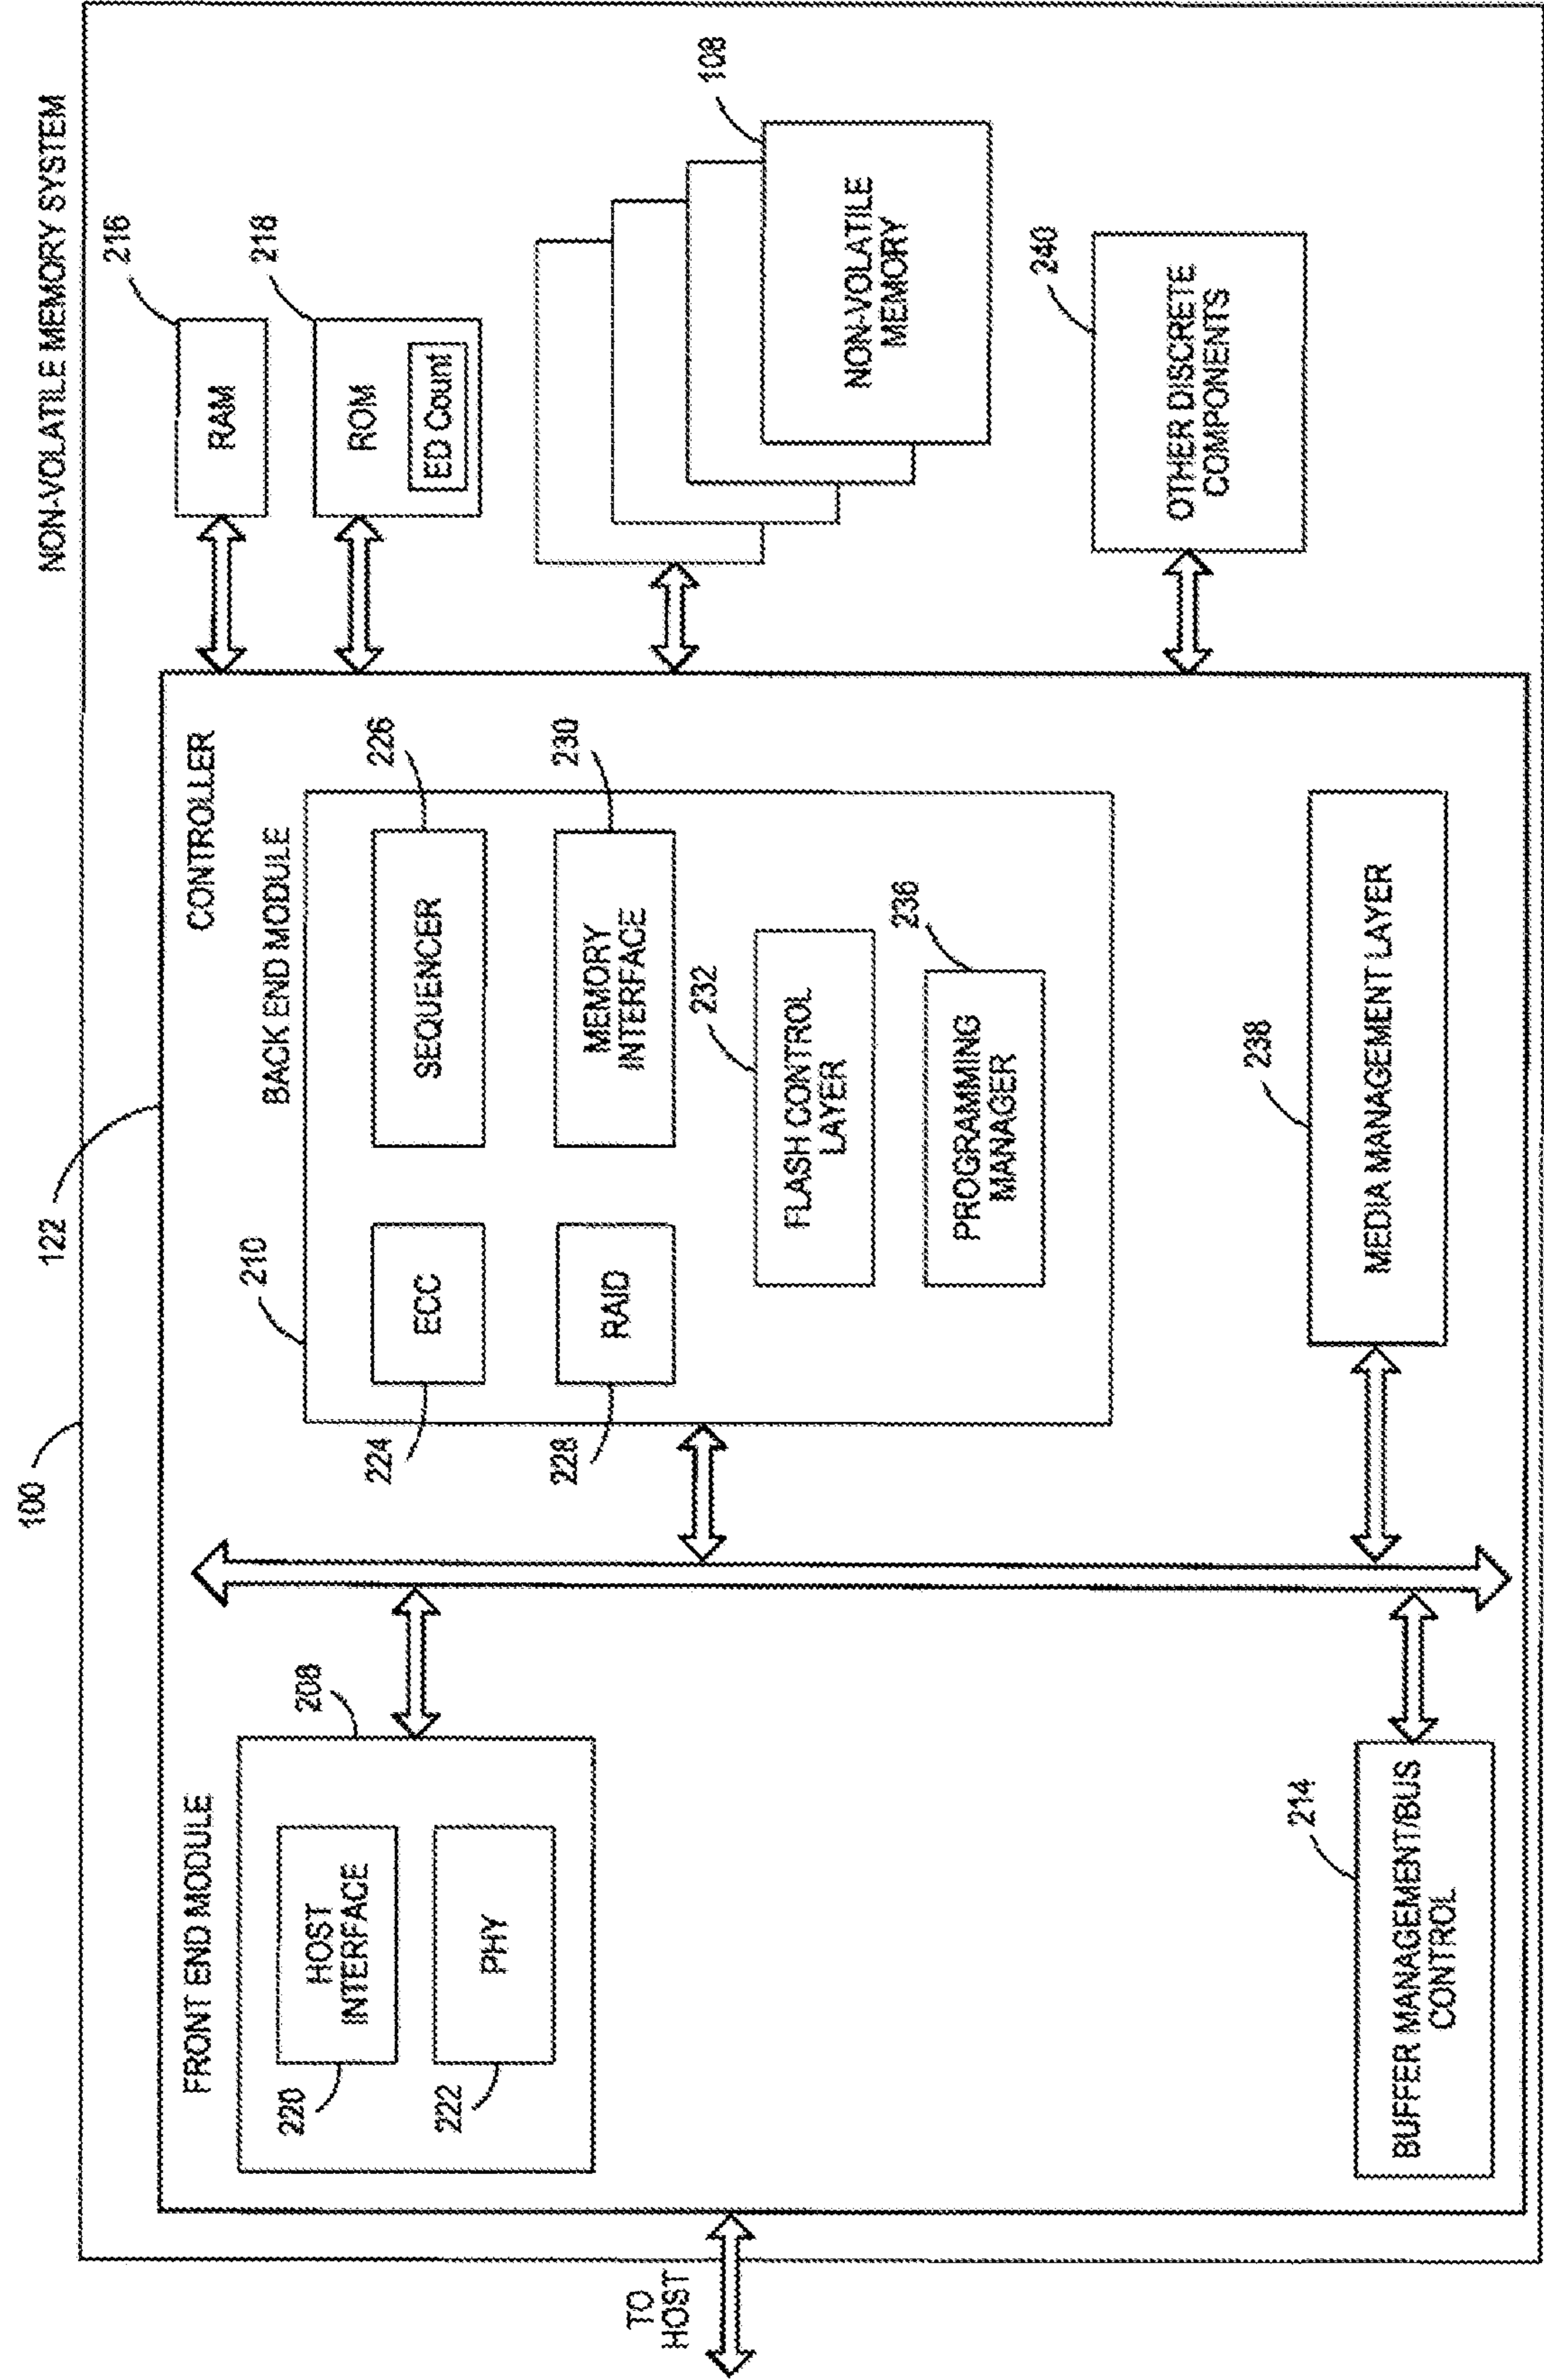 NON-VOLATILE MEMORY SYSTEM
100
122
CONTROLLER
FRONT END MODULE
208
HOST
INTERFACE
220
PHY
222
TO
HOST
BUFFER MANAGEMENT/BUS
CONTROL
214
BACK END MODULE
210
ECC
224
SEQUENCER
226
RAID
228
MEMORY
INTERFACE
230
FLASH CONTROL
LAYER
232
PROGRAMMING
MANAGER
236
MEDIA MANAGEMENT LAYER
238
RAM
216
ROM
218
ED Count
NON-VOLATILE
MEMORY
108
OTHER DISCRETE
COMPONENTS
240